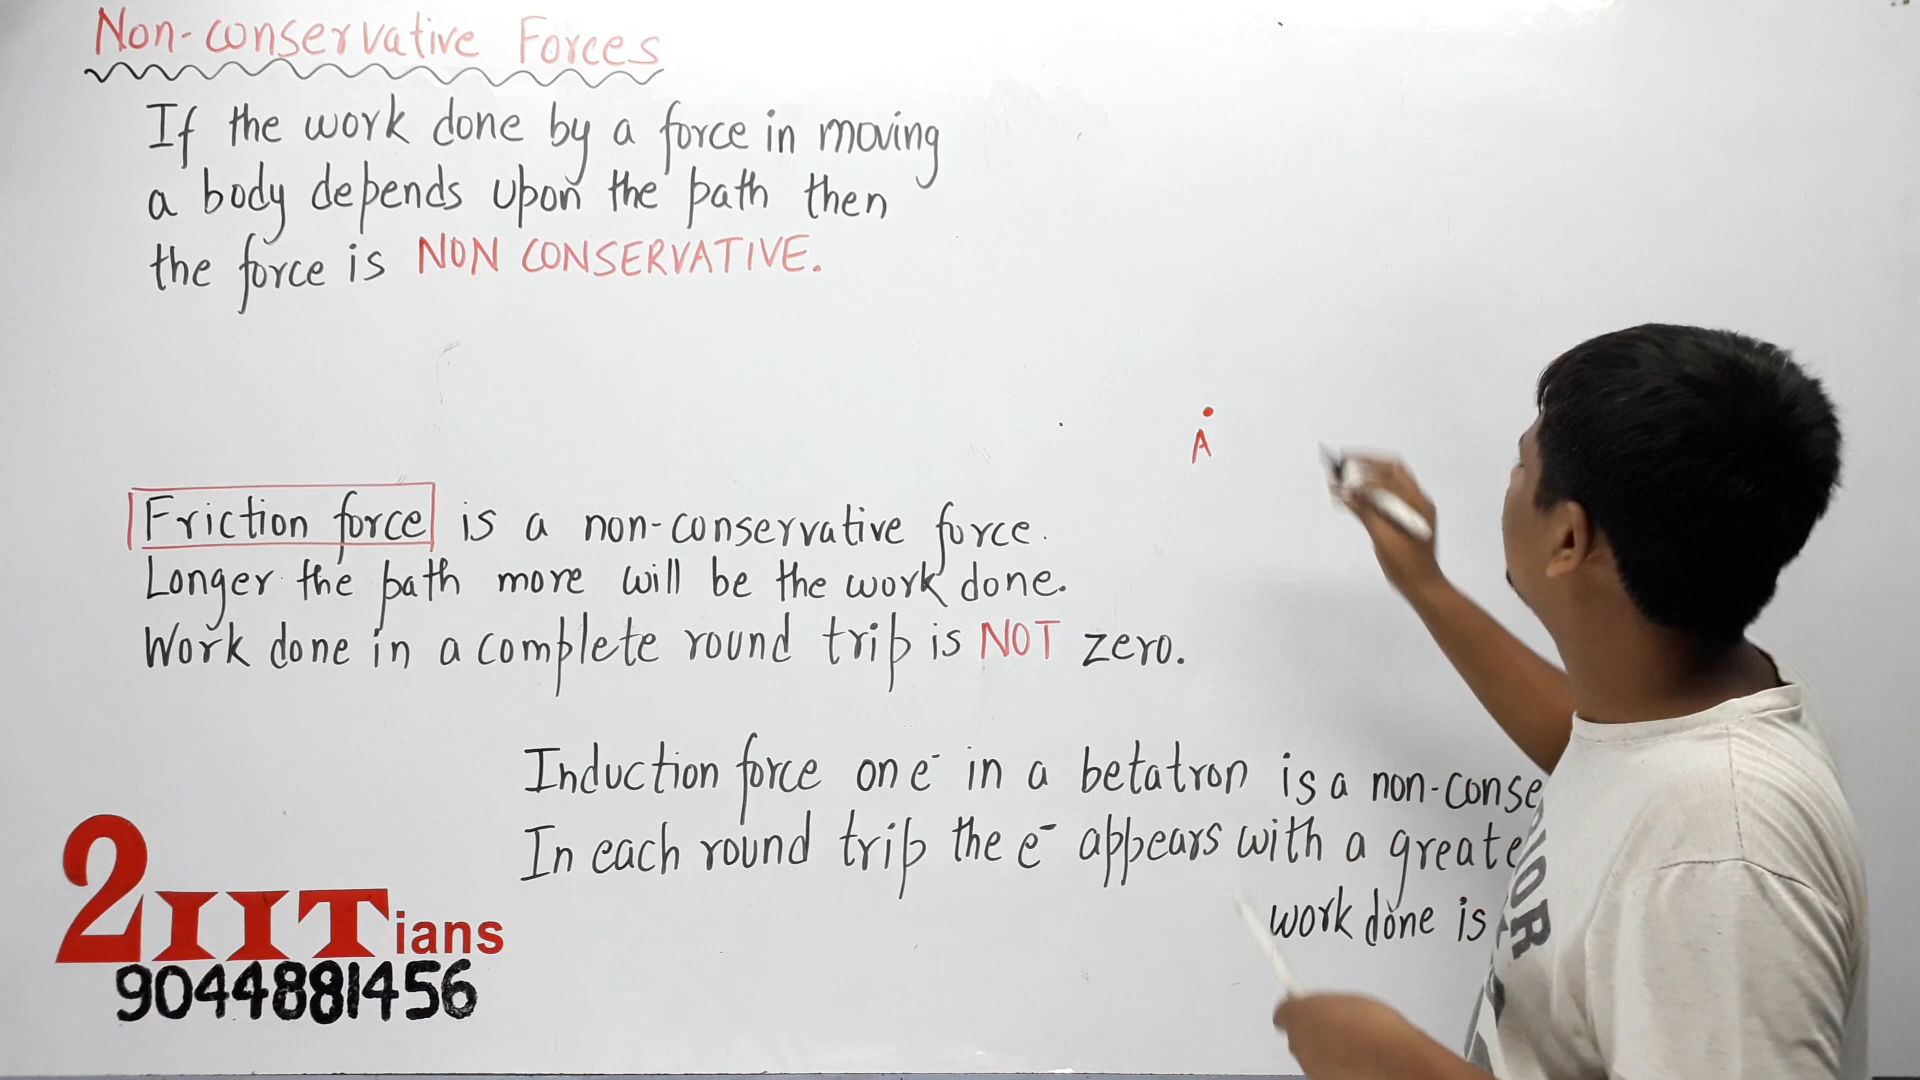 Non-conservative Forces
If the work done by a force in moving
a body depends upon the path then
the force is NON CONSERVATIVE.
A
Friction force is a non-conservative force.
Longer the path more will be the work done.
Work done in a complete round trip is NOT zero.
Induction force on e⁻ in a betatron is a non-conse
In each round trip the e⁻ appears with a greate
work done is
2IITians
9044881456